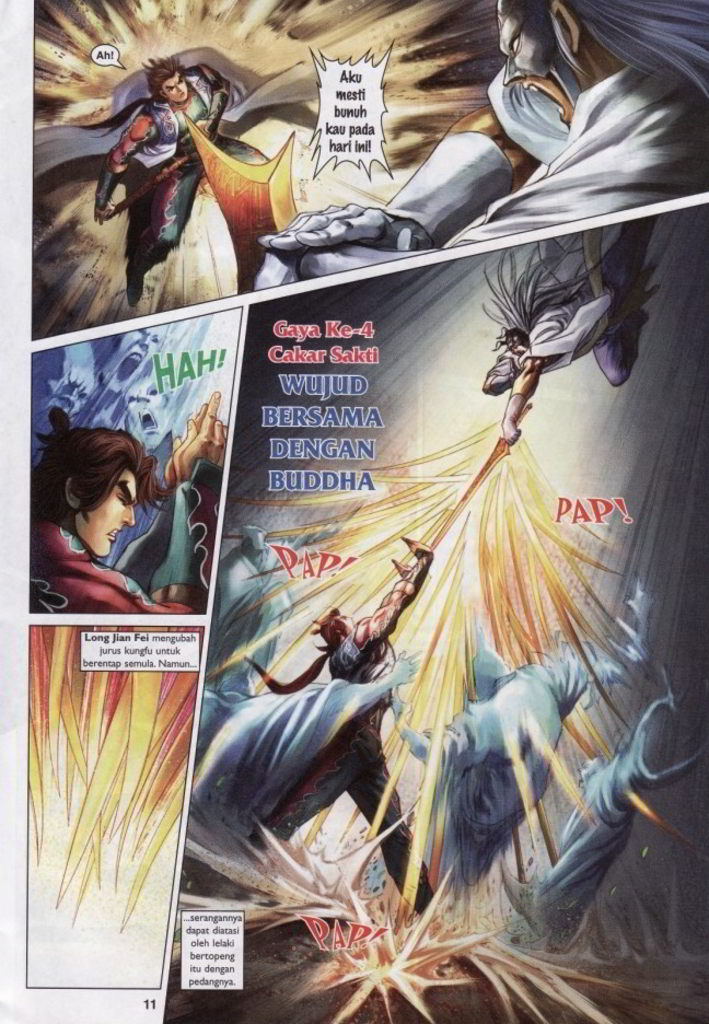 Ah!
Aku
mesti
bunuh
kau pada
hari ini!
HAH!
Gaya Ke-4
Cakar Sakti
WUJUD
BERSAMA
DENGAN
BUDDHA
PAP!
PAP!
Long Jian Fei mengubah
jurus kungfu untuk
berentap semula. Namun...
...serangannya
dapat diatasi
oleh lelaki
bertopeng
itu dengan
pedangnya.
PAP!
11